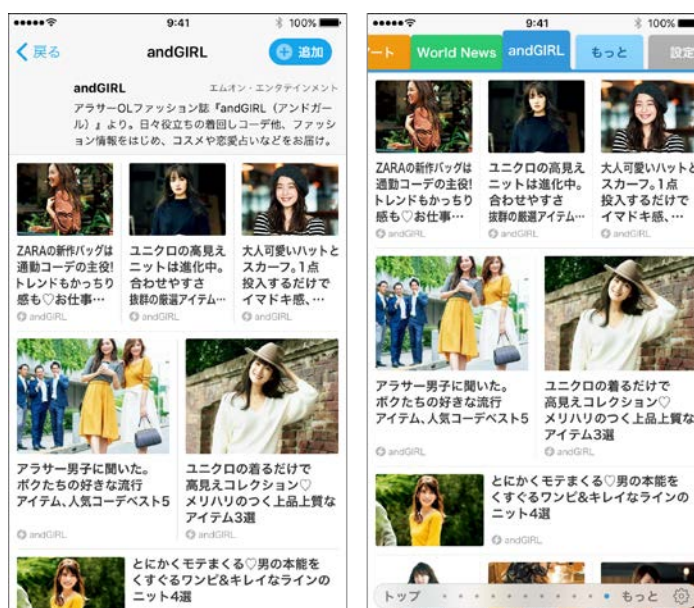 9:41
100%
戻る
andGIRL
追加
andGIRL
エムオン・エンタテインメント
アラサーOLファッション誌『andGIRL（アンドガー
ル）』より。日々役立ちの着回しコーデ他、ファッシ
ョン情報をはじめ、コスメや恋愛占いなどをお届け。
ZARAの新作バッグは
通勤コーデの主役!
トレンドもかっちり
感も♡お仕事…
andGIRL
ユニクロの高見え
ニットは進化中。
合わせやすさ
抜群の厳選アイテム…
andGIRL
大人可愛いハットと
スカーフ。1点
投入するだけで
イマドキ感、…
andGIRL
アラサー男子に聞いた。
ボクたちの好きな流行
アイテム、人気コーデベスト5
andGIRL
ユニクロの着るだけで
高見えコレクション♡
メリハリのつく上品上質な
アイテム3選
andGIRL
とにかくモテまくる♡男の本能を
くすぐるワンピ&キレイなラインの
ニット4選
9:41
100%
ート
World News
andGIRL
もっと
設定
ZARAの新作バッグは
通勤コーデの主役!
トレンドもかっちり
感も♡お仕事…
andGIRL
ユニクロの高見え
ニットは進化中。
合わせやすさ
抜群の厳選アイテム…
andGIRL
大人可愛いハットと
スカーフ。1点
投入するだけで
イマドキ感、…
andGIRL
アラサー男子に聞いた。
ボクたちの好きな流行
アイテム、人気コーデベスト5
andGIRL
ユニクロの着るだけで
高見えコレクション♡
メリハリのつく上品上質な
アイテム3選
andGIRL
とにかくモテまくる♡男の本能を
くすぐるワンピ&キレイなラインの
ニット4選
andGIRL
トップ
もっと